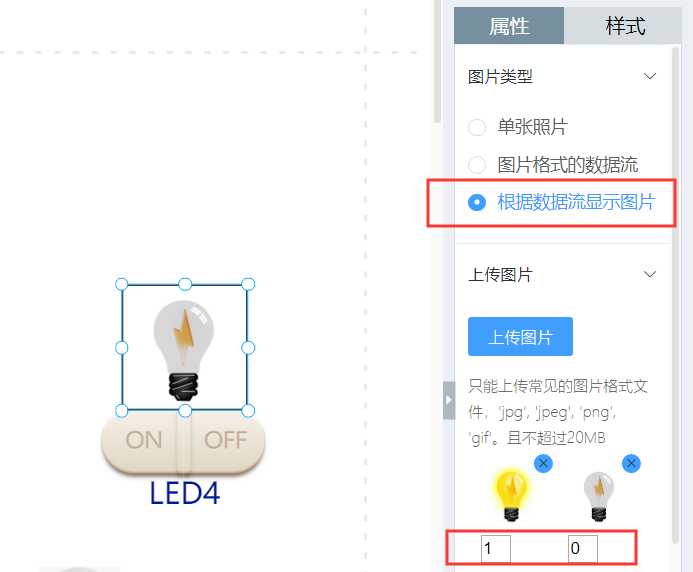 属性 样式
图片类型
单张照片
图片格式的数据流
根据数据流显示图片
上传图片
上传图片
只能上传常见的图片格式文
件，'jpg', 'jpeg', 'png',
'gif'。且不超过20MB
1 0
ON OFF
LED4